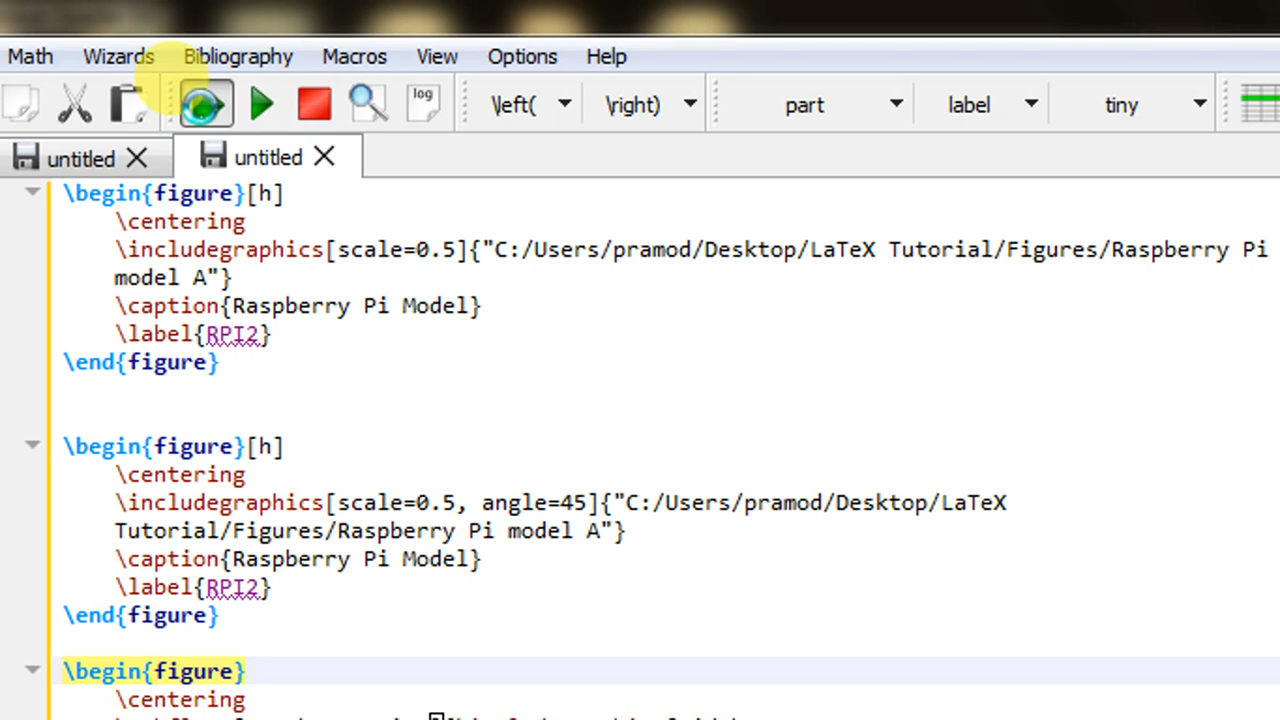 Math Wizards Bibliography Macros View Options Help
log \left( \right) part label tiny
untitled untitled
\begin{figure}[h]
\centering
\includegraphics[scale=0.5]{"C:/Users/pramod/Desktop/LaTeX Tutorial/Figures/Raspberry Pi
model A"}
\caption{Raspberry Pi Model}
\label{RPI2}
\end{figure}
\begin{figure}[h]
\centering
\includegraphics[scale=0.5, angle=45]{"C:/Users/pramod/Desktop/LaTeX
Tutorial/Figures/Raspberry Pi model A"}
\caption{Raspberry Pi Model}
\label{RPI2}
\end{figure}
\begin{figure}
\centering